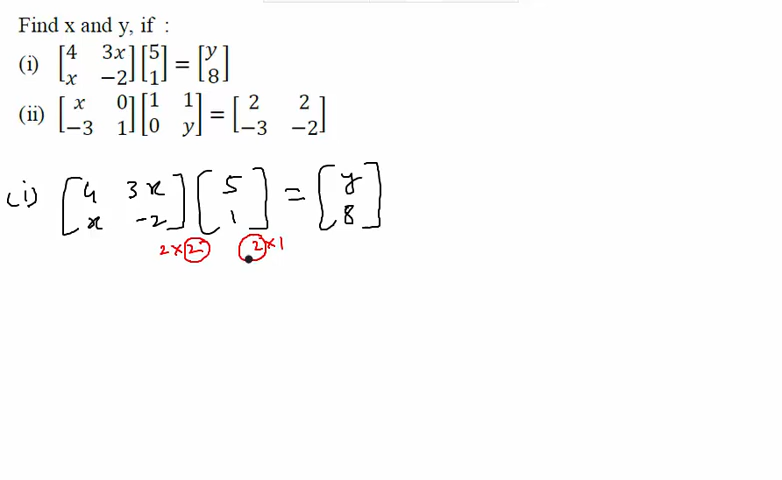 Find x and y, if :
(i) [4 3x
x −2] [5
1] = [y
8]
(ii) [x 0
−3 1] [1 1
0 y] = [2 2
−3 −2]
(i) [4 3x
x -2] [5
1] = [y
8]
2×2 2×1